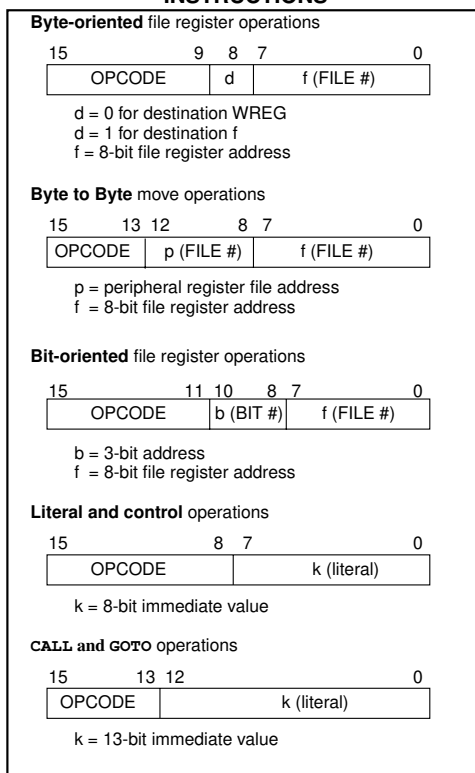 INSTRUCTIONS
Byte-oriented file register operations
15 9 8 7 0
OPCODE d f (FILE #)
d = 0 for destination WREG
d = 1 for destination f
f = 8-bit file register address
Byte to Byte move operations
15 13 12 8 7 0
OPCODE p (FILE #) f (FILE #)
p = peripheral register file address
f = 8-bit file register address
Bit-oriented file register operations
15 11 10 8 7 0
OPCODE b (BIT #) f (FILE #)
b = 3-bit address
f = 8-bit file register address
Literal and control operations
15 8 7 0
OPCODE k (literal)
k = 8-bit immediate value
CALL and GOTO operations
15 13 12 0
OPCODE k (literal)
k = 13-bit immediate value